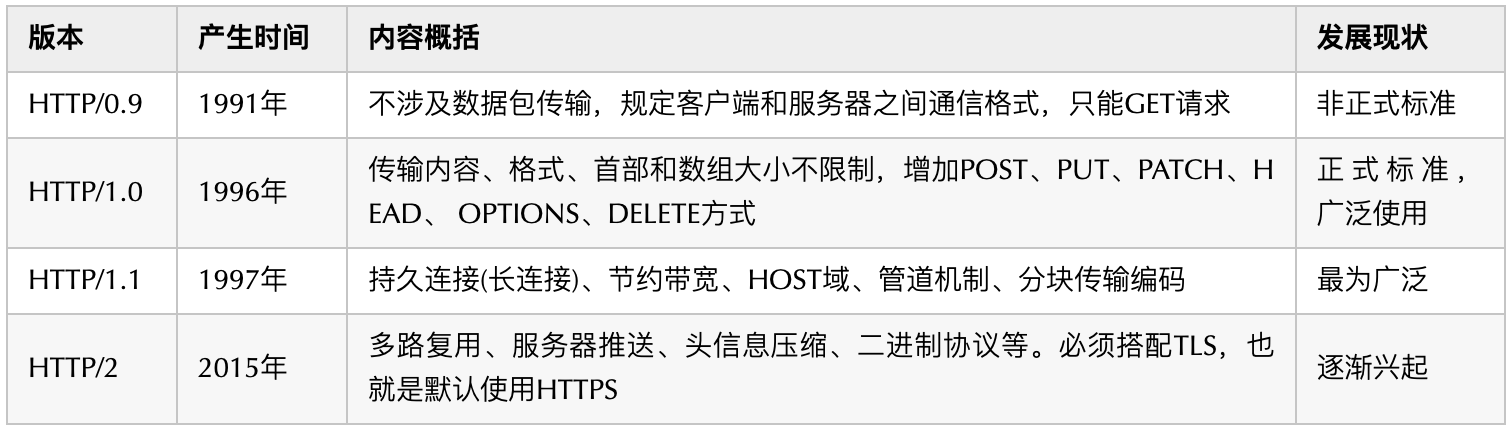 版本 产生时间 内容概括 发展现状
HTTP/0.9 1991年 不涉及数据包传输，规定客户端和服务器之间通信格式，只能GET请求 非正式标准
HTTP/1.0 1996年 传输内容、格式、首部和数组大小不限制，增加POST、PUT、PATCH、H
EAD、 OPTIONS、DELETE方式
正式标准，
广泛使用
HTTP/1.1 1997年 持久连接(长连接)、节约带宽、HOST域、管道机制、分块传输编码 最为广泛
HTTP/2 2015年 多路复用、服务器推送、头信息压缩、二进制协议等。必须搭配TLS，也
就是默认使用HTTPS
逐渐兴起